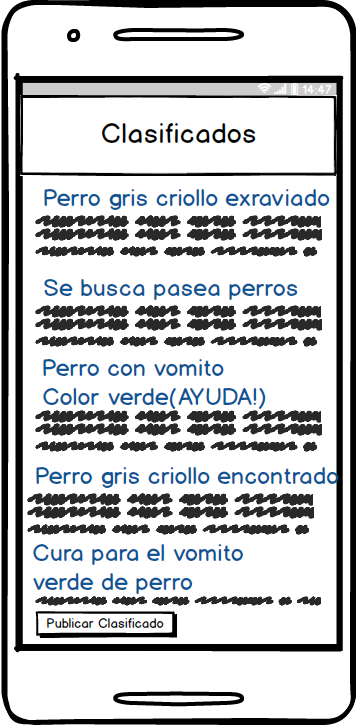 14:47
Clasificados
Perro gris criollo exraviado
Se busca pasea perros
Perro con vomito
Color verde(AYUDA!)
Perro gris criollo encontrado
Cura para el vomito
verde de perro
Publicar Clasificado